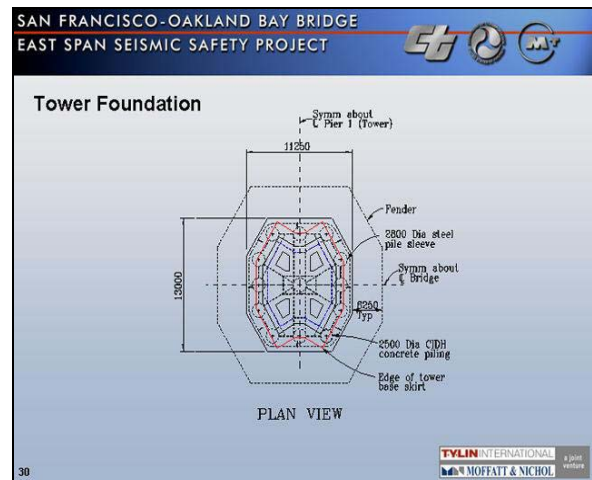 SAN FRANCISCO-OAKLAND BAY BRIDGE
EAST SPAN SEISMIC SAFETY PROJECT
Tower Foundation
Symm about
℄ Pier 1 (Tower)
11250
Fender
2800 Dia steel
pile sleeve
Symm about
℄ Bridge
13000
6250
Typ
2500 Dia CIDH
concrete piling
Edge of tower
base skirt
PLAN VIEW
30
TYLIN INTERNATIONAL
MOFFATT & NICHOL
a joint
venture